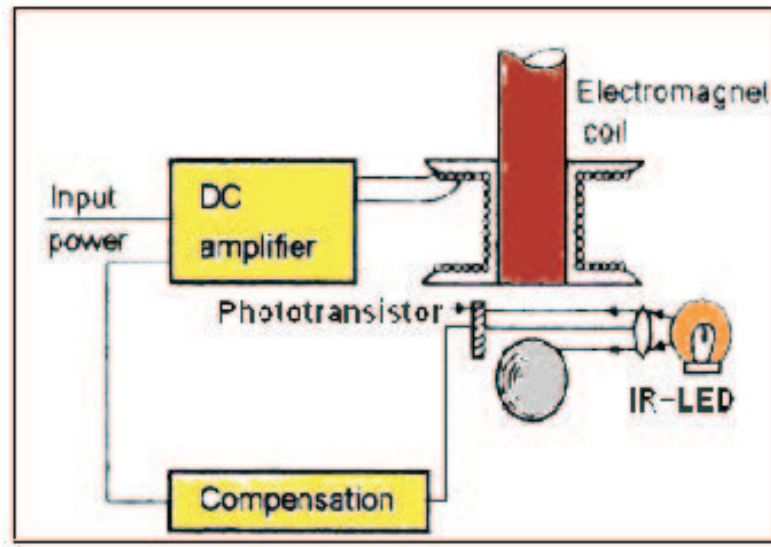 Electromagnet
coil
Input
power
DC
amplifier
Phototransistor
IR-LED
Compensation